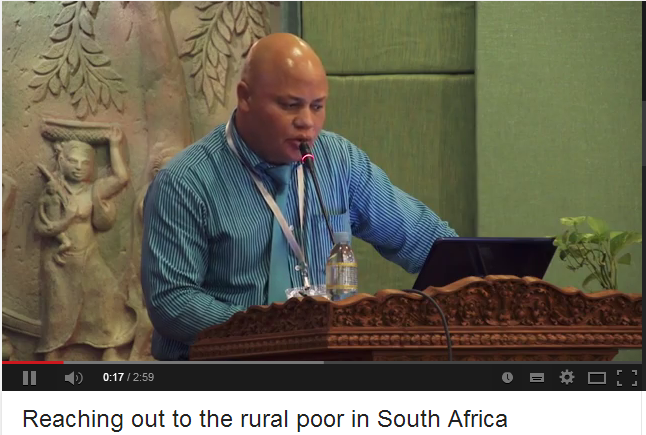 0:17 / 2:59
Reaching out to the rural poor in South Africa